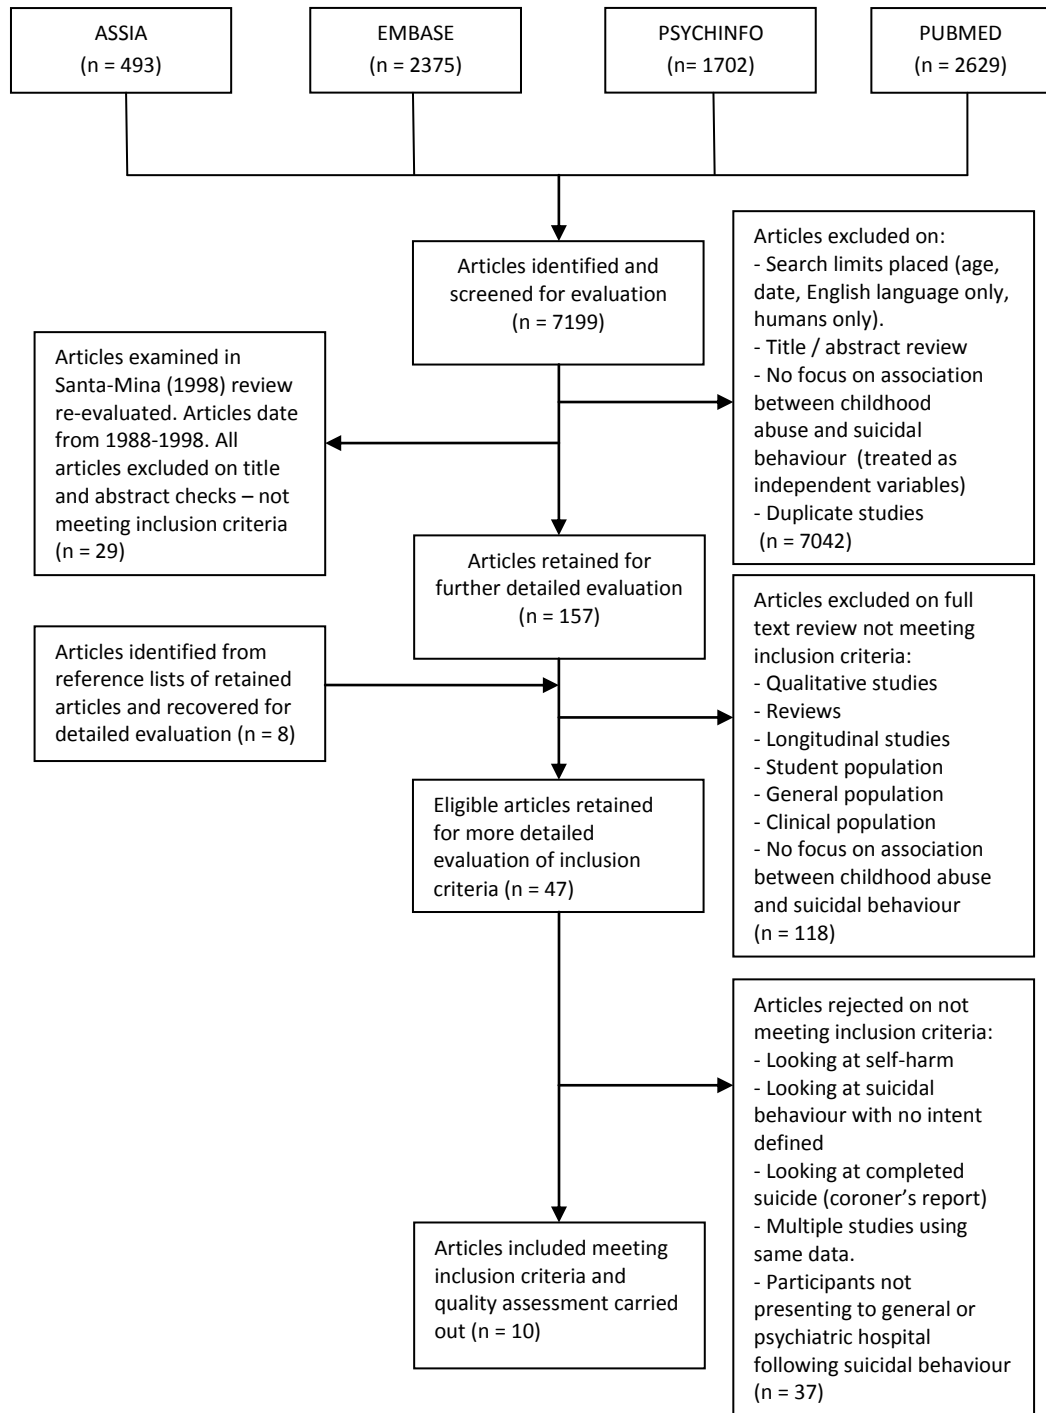 ASSIA
(n = 493)
EMBASE
(n = 2375)
PSYCHINFO
(n= 1702)
PUBMED
(n = 2629)
Articles identified and
screened for evaluation
(n = 7199)
Articles excluded on:
- Search limits placed (age,
date, English language only,
humans only).
- Title / abstract review
- No focus on association
between childhood
abuse and suicidal
behaviour (treated as
independent variables)
- Duplicate studies
(n = 7042)
Articles examined in
Santa-Mina (1998) review
re-evaluated. Articles date
from 1988-1998. All
articles excluded on title
and abstract checks – not
meeting inclusion criteria
(n = 29)
Articles retained for
further detailed evaluation
(n = 157)
Articles identified from
reference lists of retained
articles and recovered for
detailed evaluation (n = 8)
Articles excluded on full
text review not meeting
inclusion criteria:
- Qualitative studies
- Reviews
- Longitudinal studies
- Student population
- General population
- Clinical population
- No focus on association
between childhood abuse
and suicidal behaviour
(n = 118)
Eligible articles retained
for more detailed
evaluation of inclusion
criteria (n = 47)
Articles rejected on not
meeting inclusion criteria:
- Looking at self-harm
- Looking at suicidal
behaviour with no intent
defined
- Looking at completed
suicide (coroner’s report)
- Multiple studies using
same data.
- Participants not
presenting to general or
psychiatric hospital
following suicidal behaviour
(n = 37)
Articles included meeting
inclusion criteria and
quality assessment carried
out (n = 10)